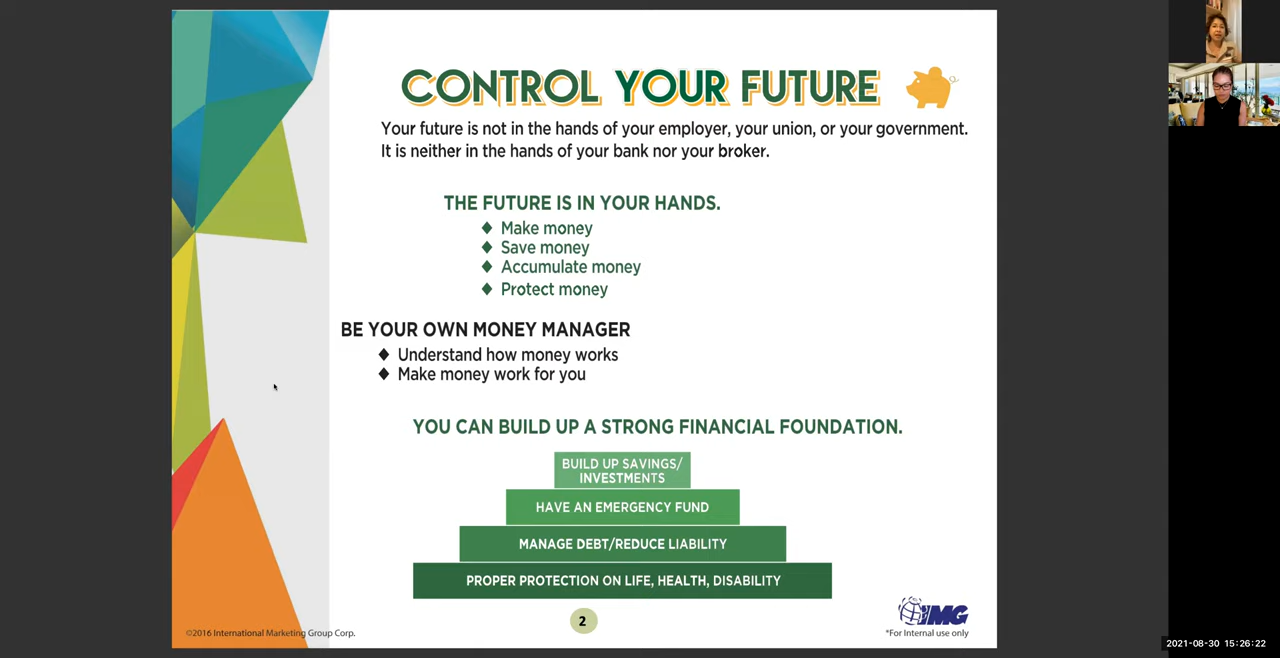 CONTROL YOUR FUTURE
Your future is not in the hands of your employer, your union, or your government.
It is neither in the hands of your bank nor your broker.
THE FUTURE IS IN YOUR HANDS.
♦ Make money
♦ Save money
♦ Accumulate money
♦ Protect money
BE YOUR OWN MONEY MANAGER
♦ Understand how money works
♦ Make money work for you
YOU CAN BUILD UP A STRONG FINANCIAL FOUNDATION.
BUILD UP SAVINGS/
INVESTMENTS
HAVE AN EMERGENCY FUND
MANAGE DEBT/REDUCE LIABILITY
PROPER PROTECTION ON LIFE, HEALTH, DISABILITY
2
IMG
©2016 International Marketing Group Corp.
*For Internal use only
2021-08-30 15:26:22